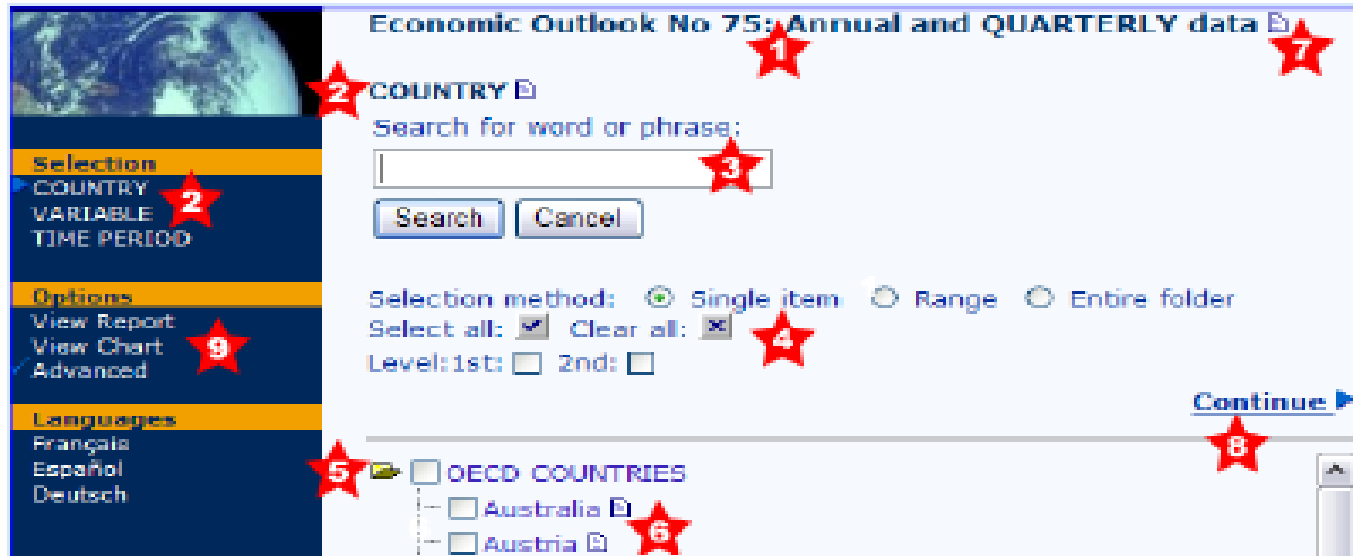 Economic Outlook No 75: Annual and QUARTERLY data
1
7
2
COUNTRY
Search for word or phrase:
3
Search Cancel
Selection method: Single item Range Entire folder
Select all: Clear all:
4
Level:1st: 2nd:
Continue
8
5
OECD COUNTRIES
Australia
6
Austria
Selection
COUNTRY
2
VARIABLE
TIME PERIOD
Options
View Report
View Chart
9
Advanced
Languages
Français
Español
Deutsch